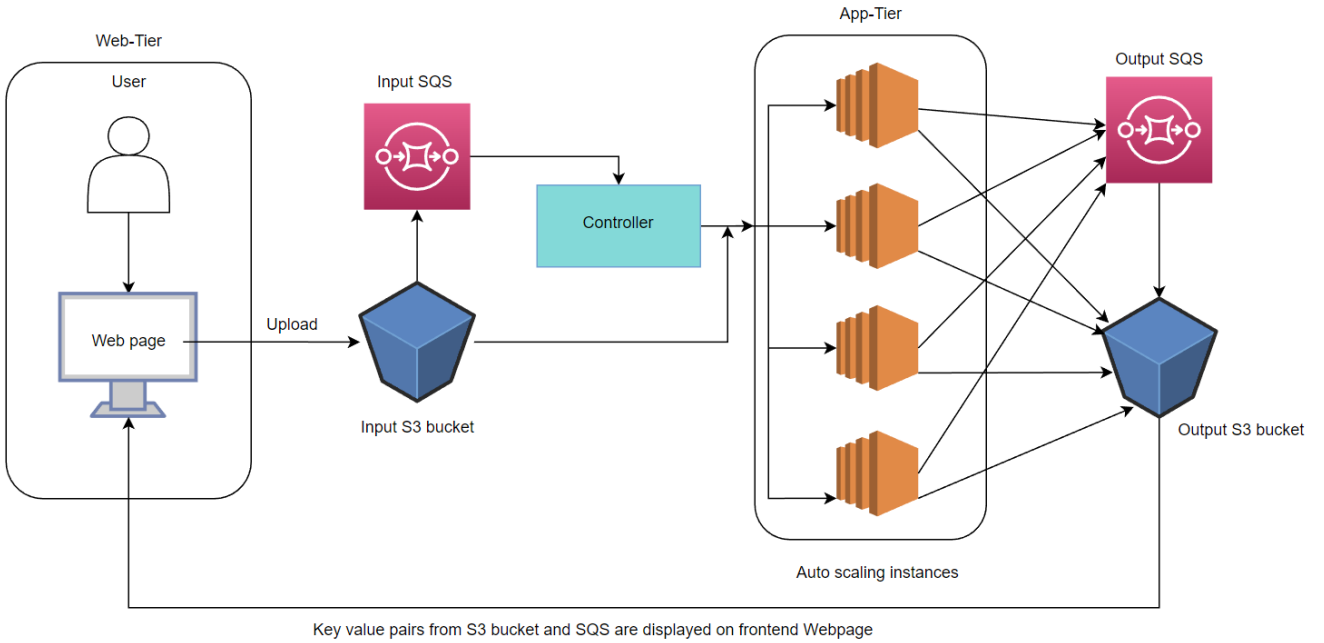 App-Tier
Web-Tier
User
Input SQS
Output SQS
Controller
Upload
Web page
Input S3 bucket
Output S3 bucket
Auto scaling instances
Key value pairs from S3 bucket and SQS are displayed on frontend Webpage